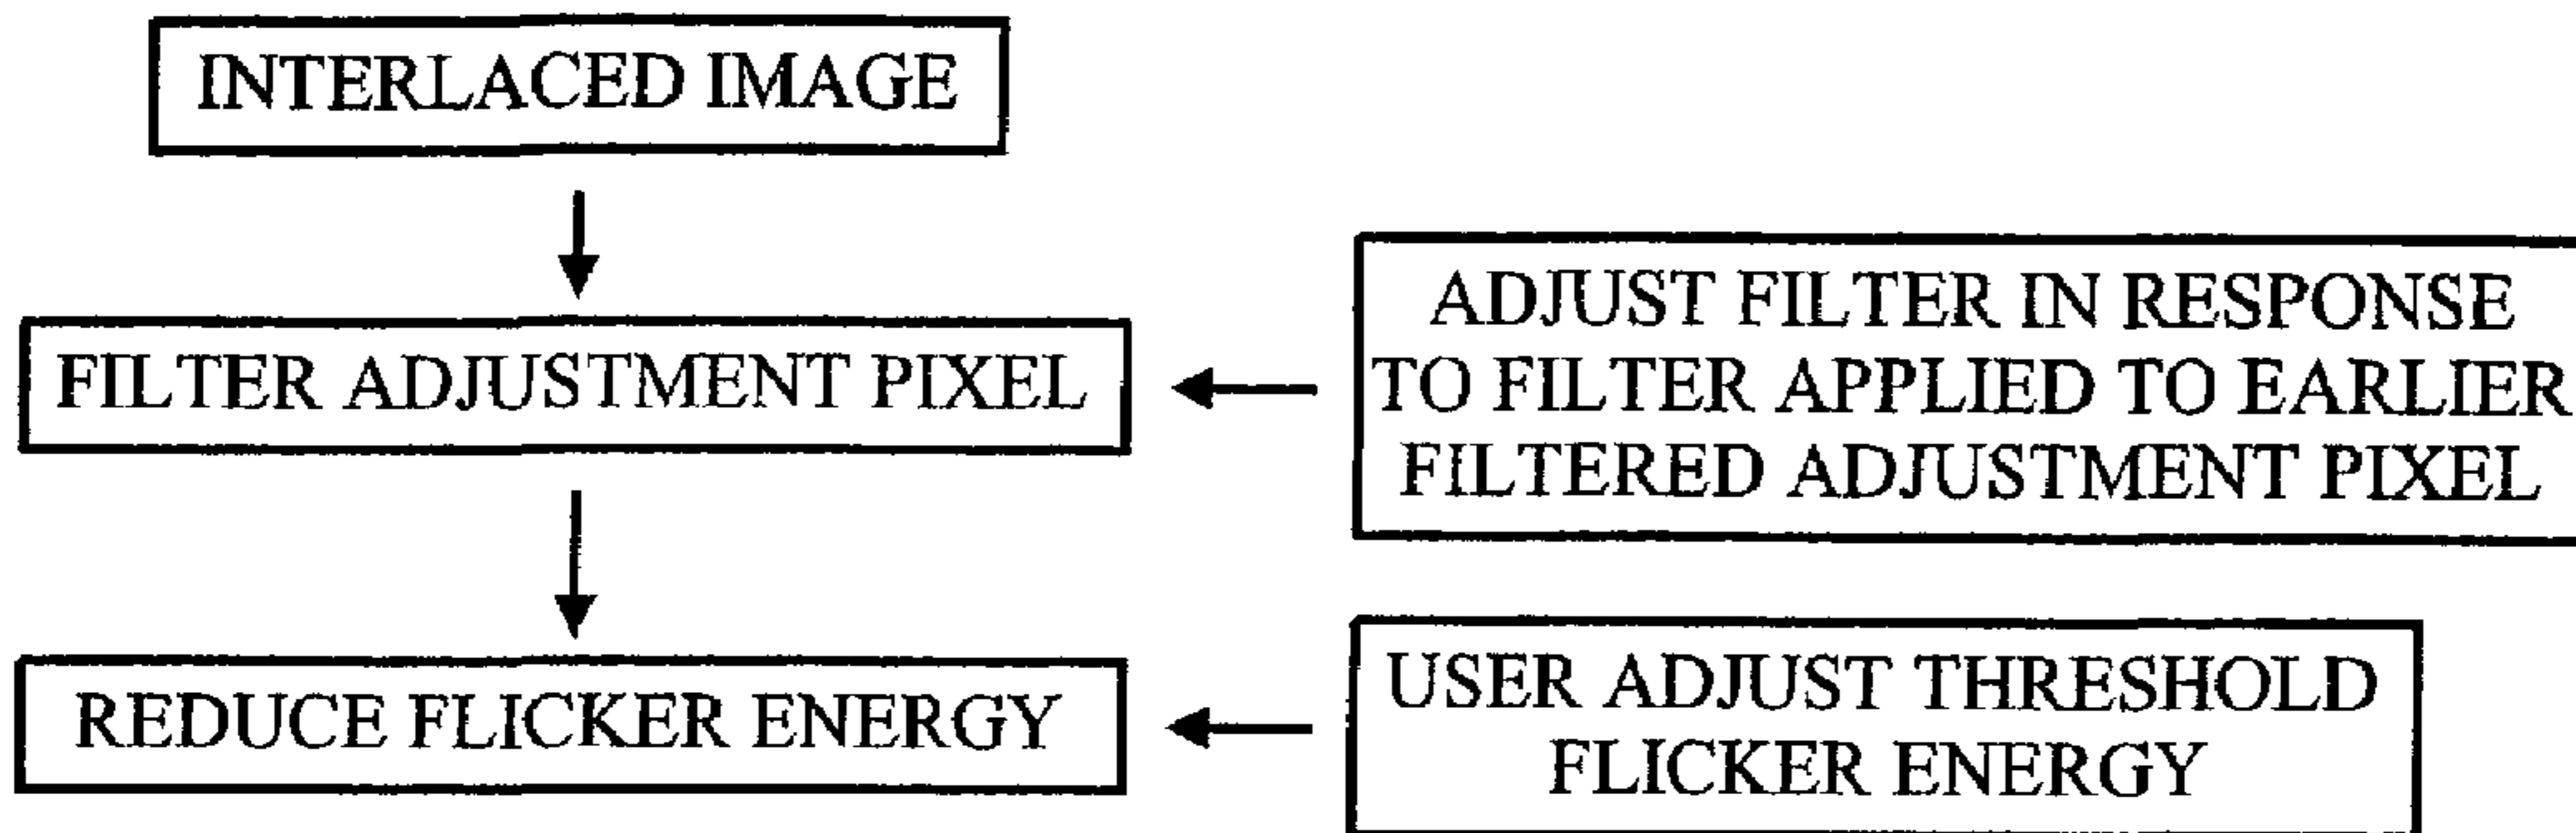 INTERLACED IMAGE
FILTER ADJUSTMENT PIXEL
ADJUST FILTER IN RESPONSE
TO FILTER APPLIED TO EARLIER
FILTERED ADJUSTMENT PIXEL
REDUCE FLICKER ENERGY
USER ADJUST THRESHOLD
FLICKER ENERGY